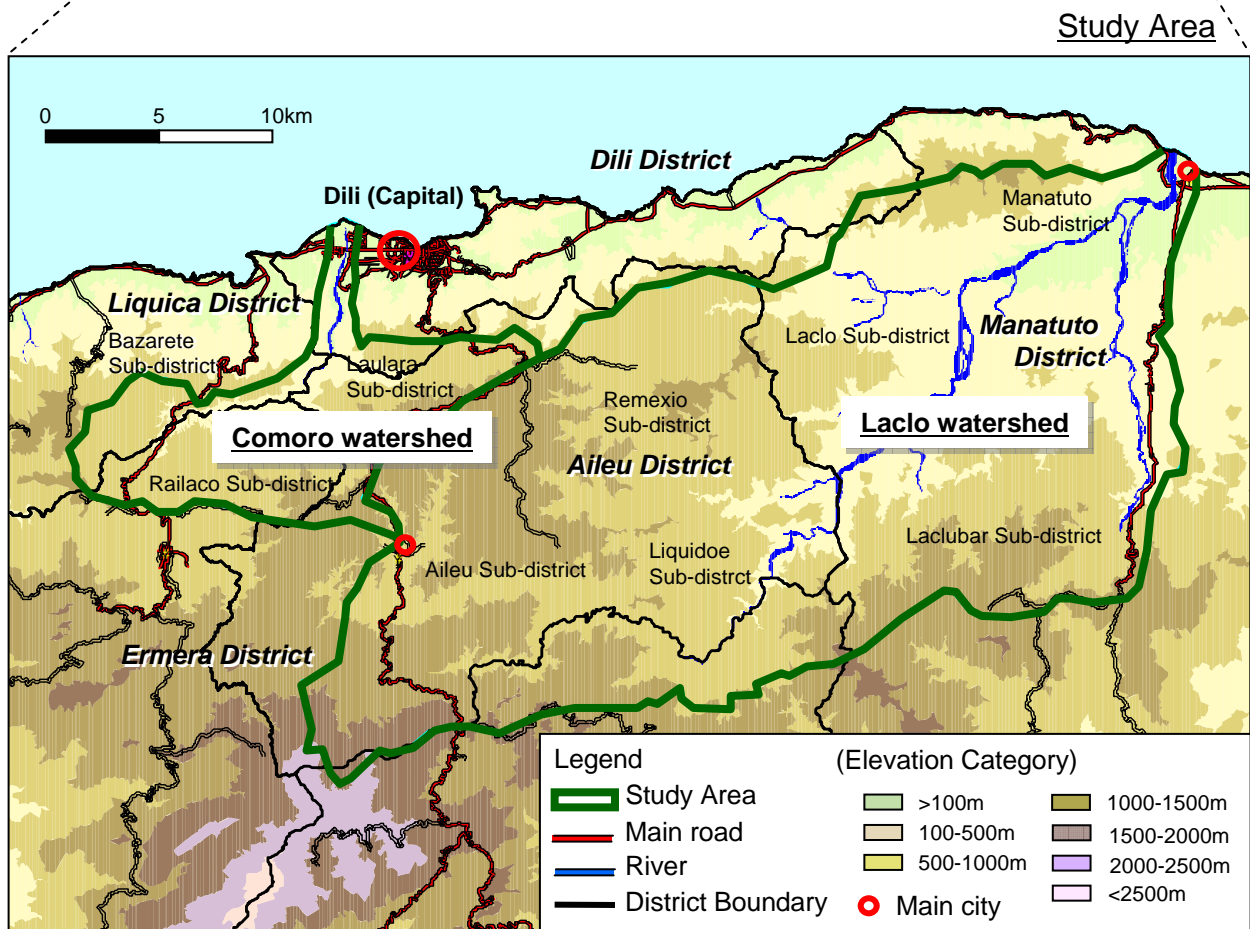 Study Area
0 5 10km
Dili District
Dili (Capital)
Manatuto
Sub-district
Liquica District
Bazarete
Sub-district
Laulara
Sub-district
Laclo Sub-district
Manatuto
District
Remexio
Sub-district
Comoro watershed
Laclo watershed
Aileu District
Railaco Sub-district
Laclubar Sub-district
Liquidoe
Sub-distrct
Aileu Sub-district
Ermera District
Legend
Study Area
Main road
River
District Boundary
(Elevation Category)
>100m
100-500m
500-1000m
1000-1500m
1500-2000m
2000-2500m
<2500m
Main city